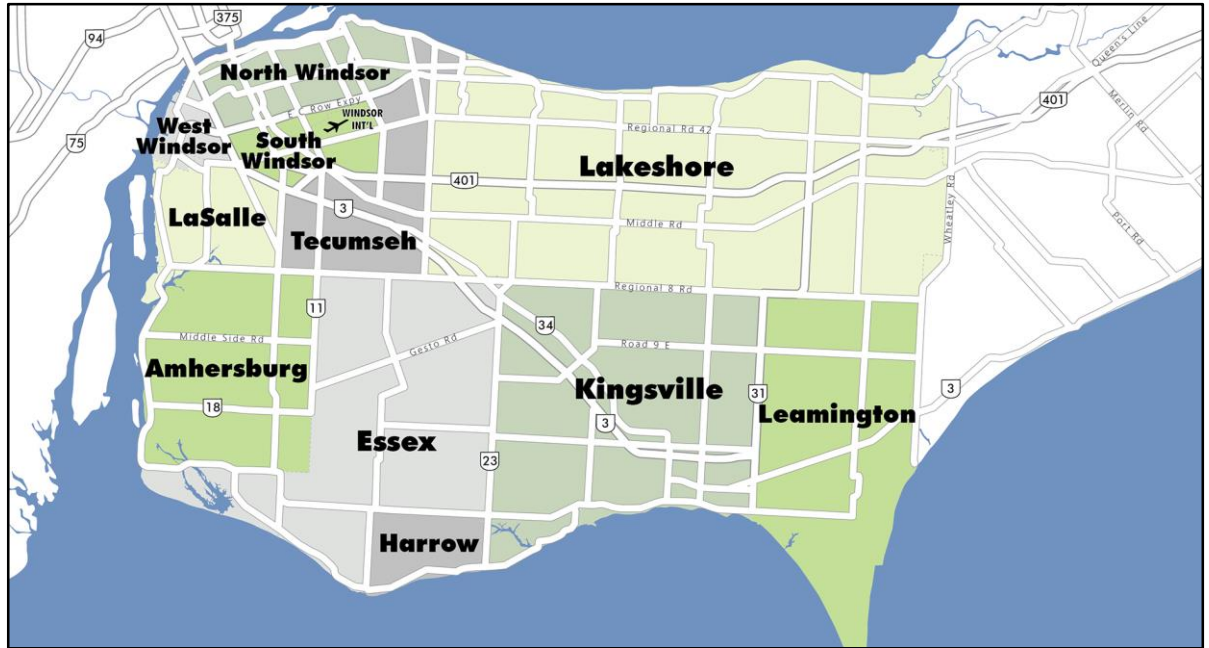 375
94
Queen's Line
North Windsor
401
Merlin Rd
E C Row Expy
WINDSOR
INT'L
75
West
Windsor
South
Windsor
Regional Rd 42
Lakeshore
401
Wheatley Rd
LaSalle
3
Middle Rd
Port Rd
Tecumseh
Regional 8 Rd
11
34
Middle Side Rd
Gesto Rd
Road 9 E
Amhersburg
Kingsville
31
3
18
Leamington
3
Essex
23
Harrow